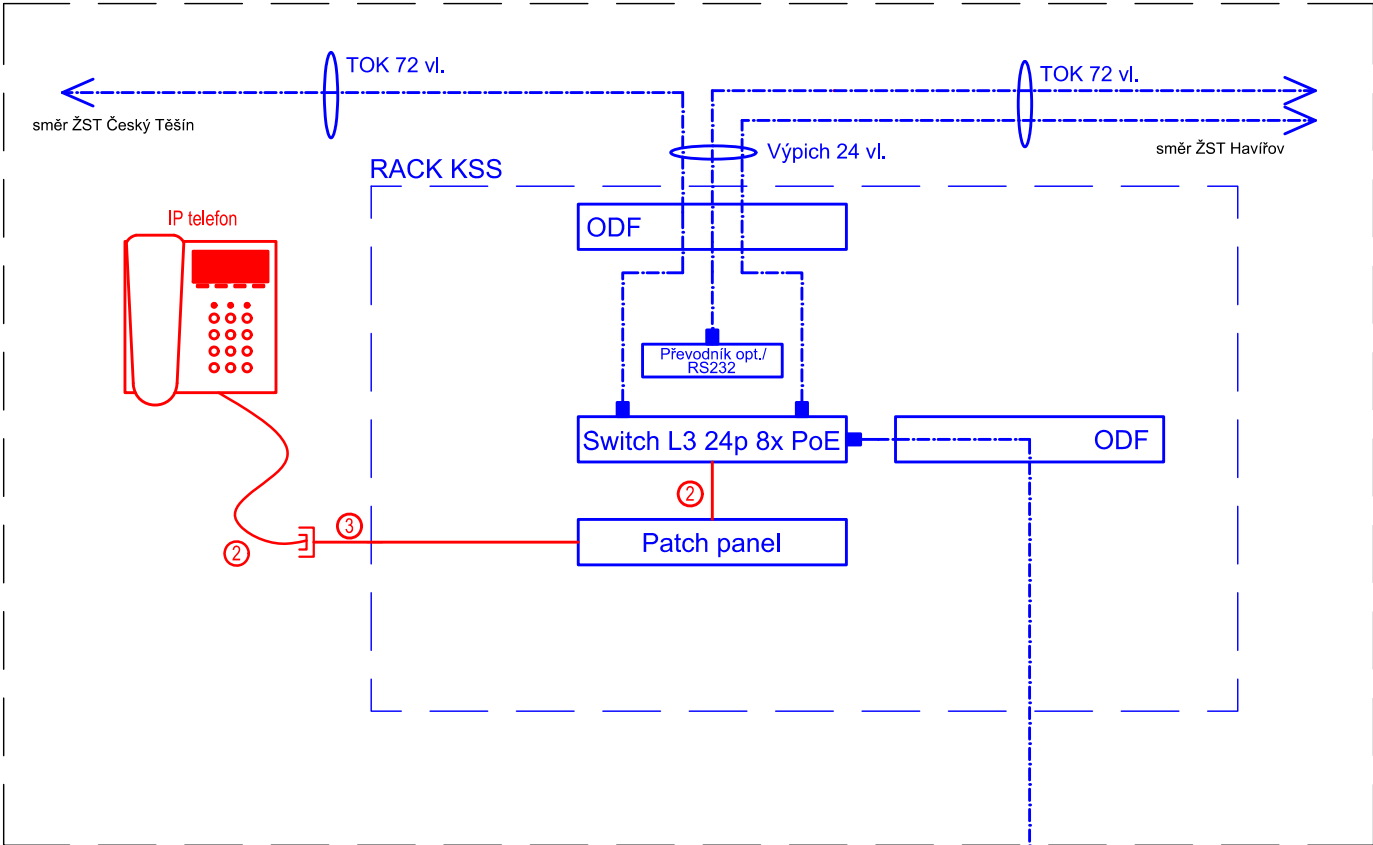 TOK 72 vl.
TOK 72 vl.
směr ŽST Český Těšín
směr ŽST Havířov
Výpich 24 vl.
RACK KSS
IP telefon
ODF
Převodník opt./
RS232
Switch L3 24p 8x PoE
ODF
2
3
2
Patch panel